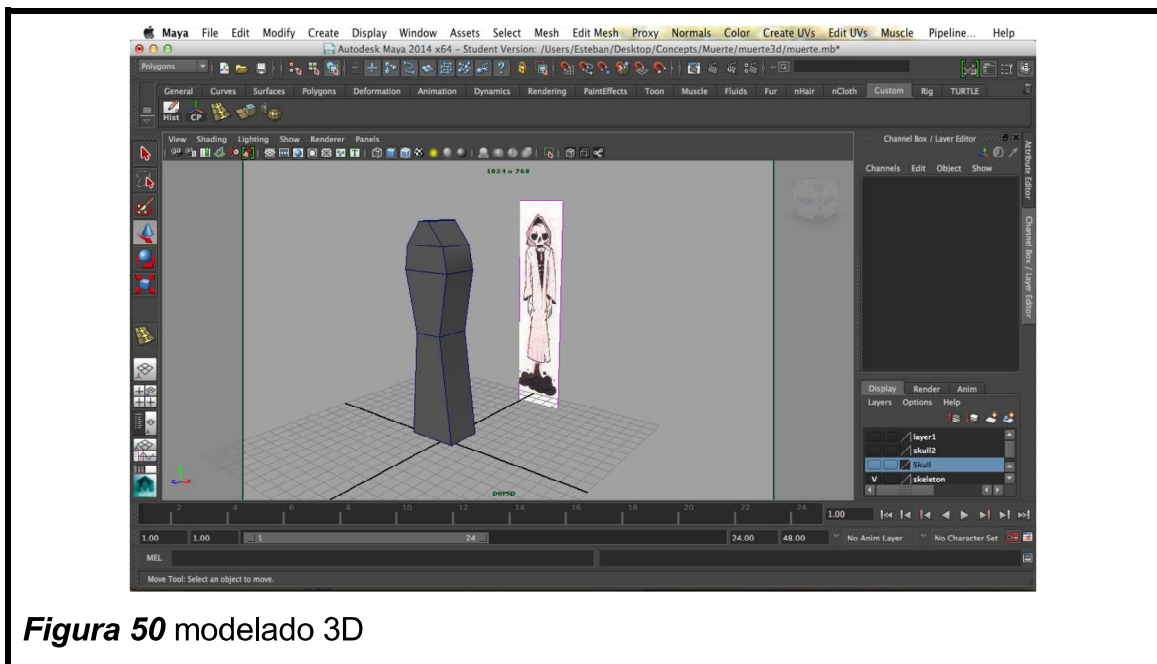 Maya File Edit Modify Create Display Window Assets Select Mesh Edit Mesh Proxy Normals Color Create UVs Edit UVs Muscle Pipeline... Help
Autodesk Maya 2014 x64 – Student Version: /Users/Esteban/Desktop/Concepts/Muerte/muerte3d/muerte.mb*
Polygons
General Curves Surfaces Polygons Deformation Animation Dynamics Rendering PaintEffects Toon Muscle Fluids Fur nHair nCloth Custom Rig TURTLE
Hist CP
View Shading Lighting Show Renderer Panels
Channel Box / Layer Editor
Channels Edit Object Show
Attribute Editor
Channel Box / Layer Editor
1024 x 760
persp
Display Render Anim
Layers Options Help
layer1
skull2
Skull
V skeleton
2 4 6 8 10 12 14 16 18 20 22 24 1.00
1.00 1.00 1 24 24.00 48.00 No Anim Layer No Character Set
MEL
Move Tool: Select an object to move.
Figura 50 modelado 3D